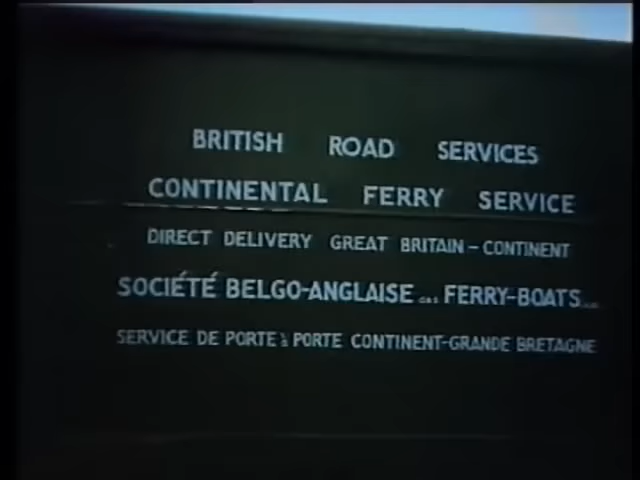 BRITISH ROAD SERVICES
CONTINENTAL FERRY SERVICE
DIRECT DELIVERY GREAT BRITAIN - CONTINENT
SOCIÉTÉ BELGO-ANGLAISE DES FERRY-BOATS
SERVICE DE PORTE À PORTE CONTINENT-GRANDE BRETAGNE